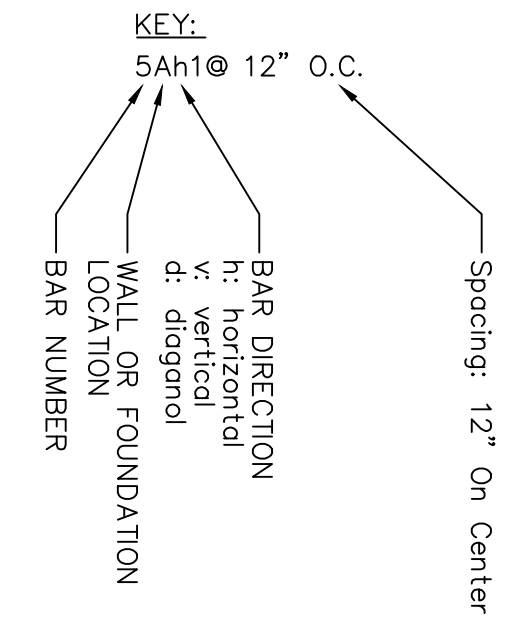 KEY:
5Ah1@ 12” O.C.
Spacing: 12” On Center
BAR DIRECTION
h: horizontal
v: vertical
d: diaganol
WALL OR FOUNDATION
LOCATION
BAR NUMBER